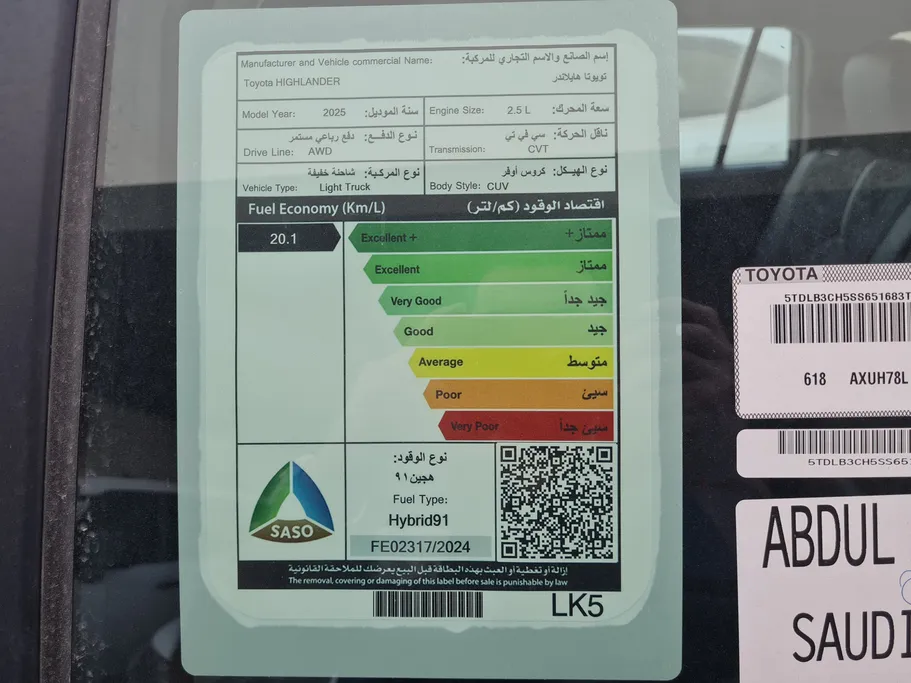 Manufacturer and Vehicle commercial Name: إسم الصانع والاسم التجاري للمركبة:
Toyota HIGHLANDER تويوتا هايلاندر
Model Year: 2025 سنة الموديل: Engine Size: 2.5 L سعة المحرك:
نوع الدفـــع: دفع رباعي مستمر ناقل الحركة: سي في تي
Drive Line: AWD Transmission: CVT
نوع المركبة: شاحنة خفيفة نوع الهيـكل: كروس أوفر
Vehicle Type: Light Truck Body Style: CUV
Fuel Economy (Km/L) اقتصاد الوقود (كم/لتر)
20.1 Excellent + ممتاز+
Excellent ممتاز
Very Good جيد جداً
Good جيد
Average متوسط
Poor سيئ
Very Poor سيئ جداً
نوع الوقود:
هجين٩١
Fuel Type:
Hybrid91
FE02317/2024
SASO
إزالة أو تغطية أو العبث بهذه البطاقة قبل البيع يعرضك للملاحقة القانونية
The removal, covering or damaging of this label before sale is punishable by law
LK5
TOYOTA
5TDLB3CH5SS651683T
618 AXUH78L
5TDLB3CH5SS651
ABDUL
SAUDI